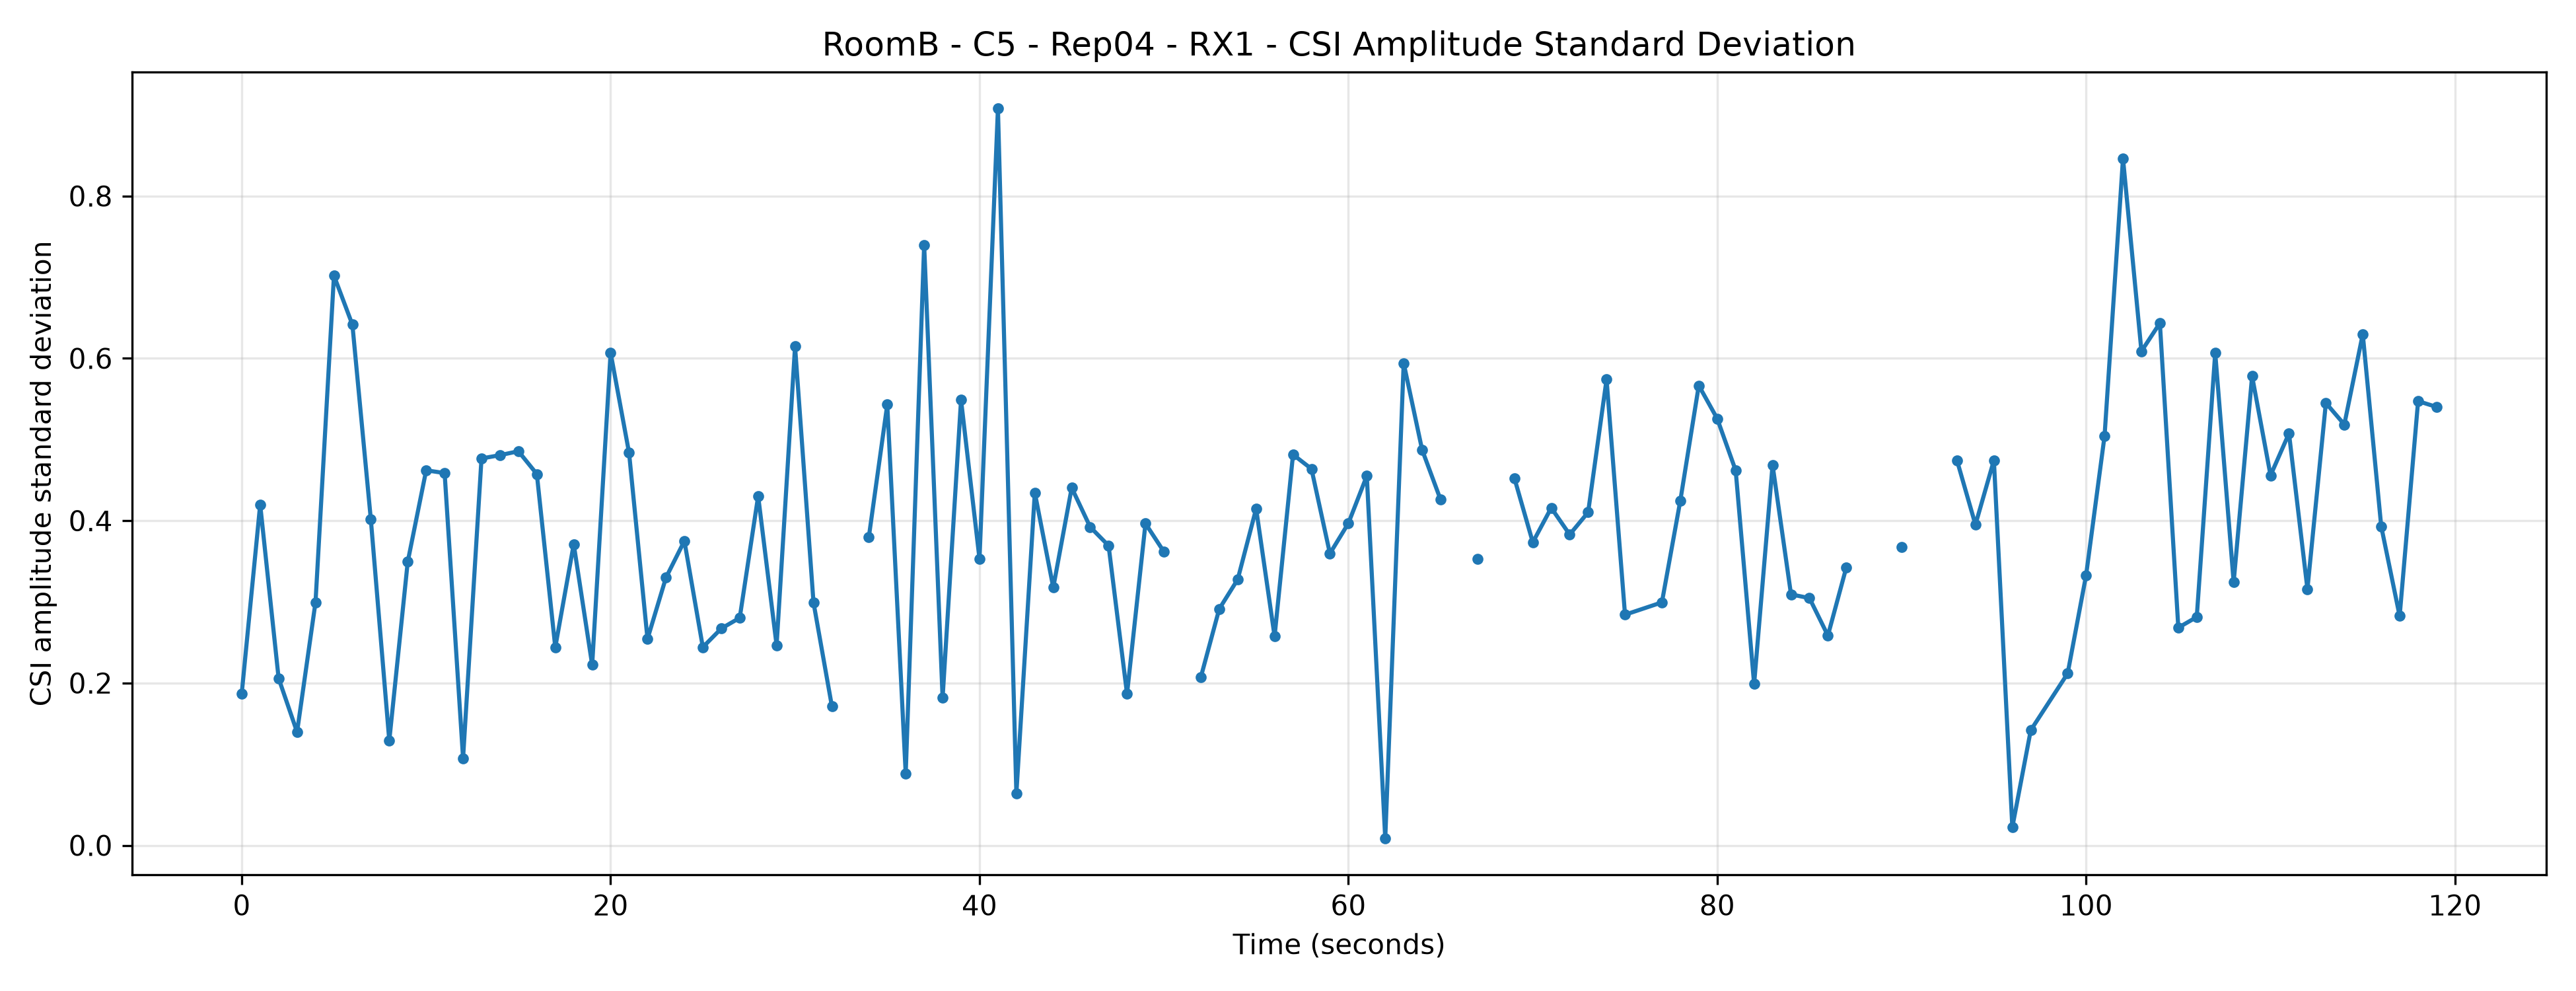 RoomB - C5 - Rep04 - RX1 - CSI Amplitude Standard Deviation
CSI amplitude standard deviation
0.8
0.6
0.4
0.2
0.0
0 20 40 60 80 100 120
Time (seconds)